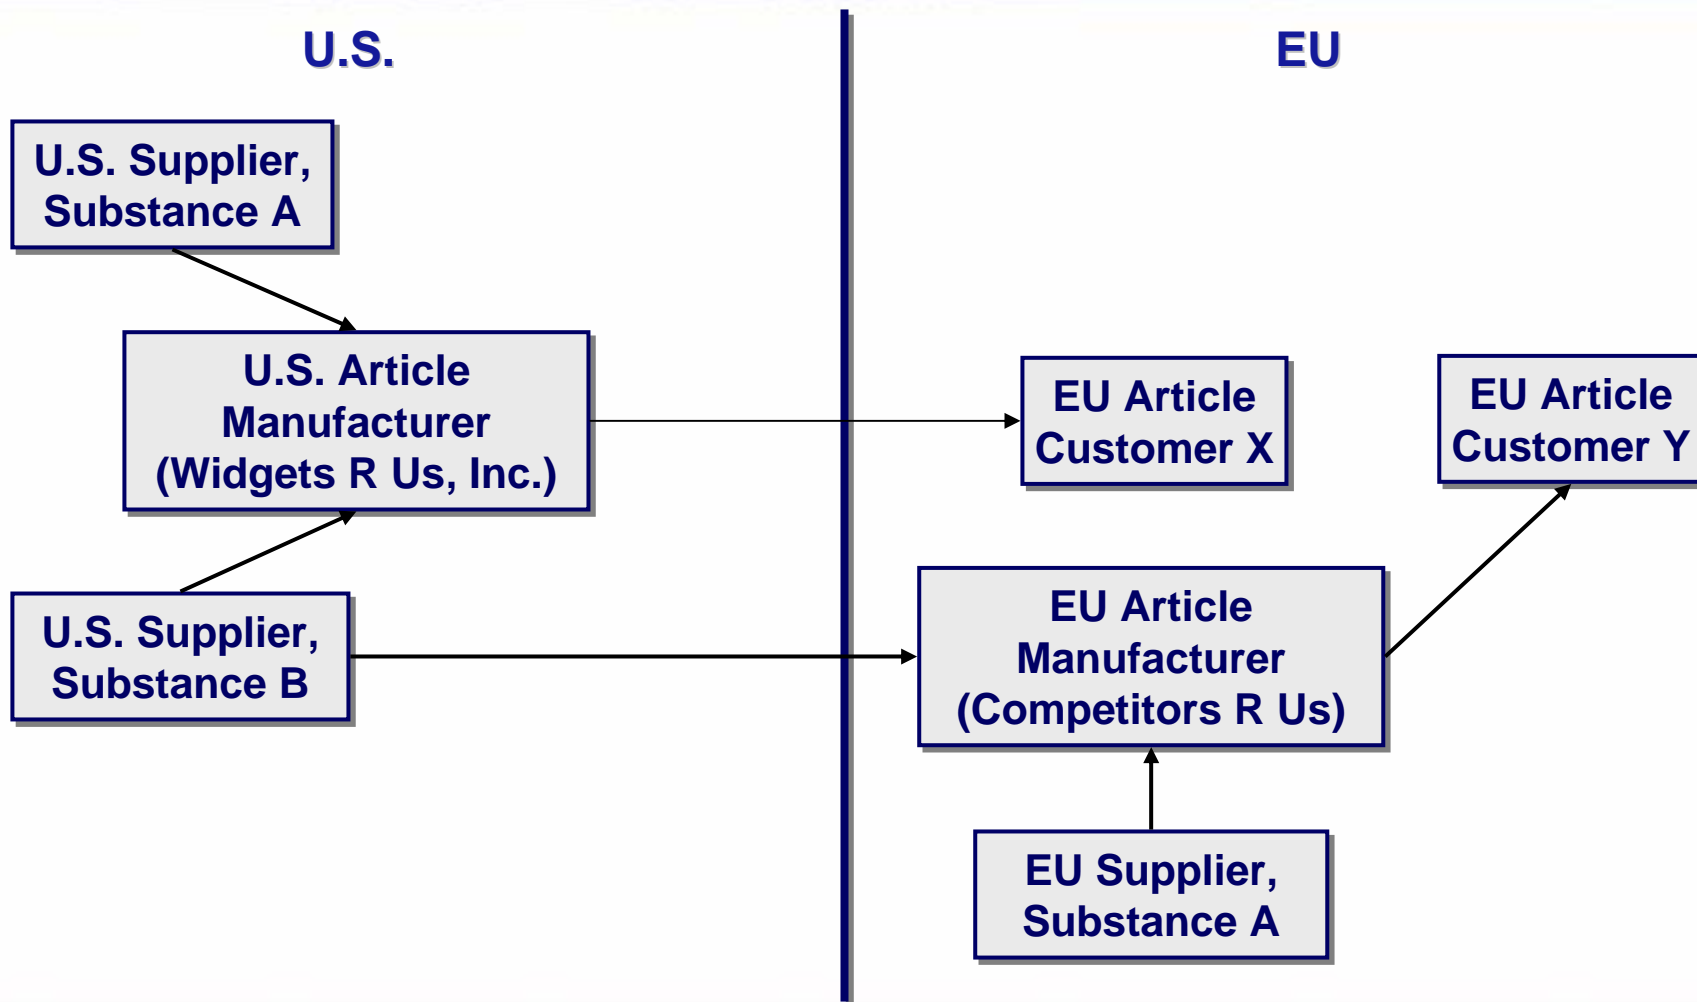 U.S.
EU
U.S. Supplier,
Substance A
U.S. Article
Manufacturer
(Widgets R Us, Inc.)
EU Article
Customer X
EU Article
Customer Y
U.S. Supplier,
Substance B
EU Article
Manufacturer
(Competitors R Us)
EU Supplier,
Substance A